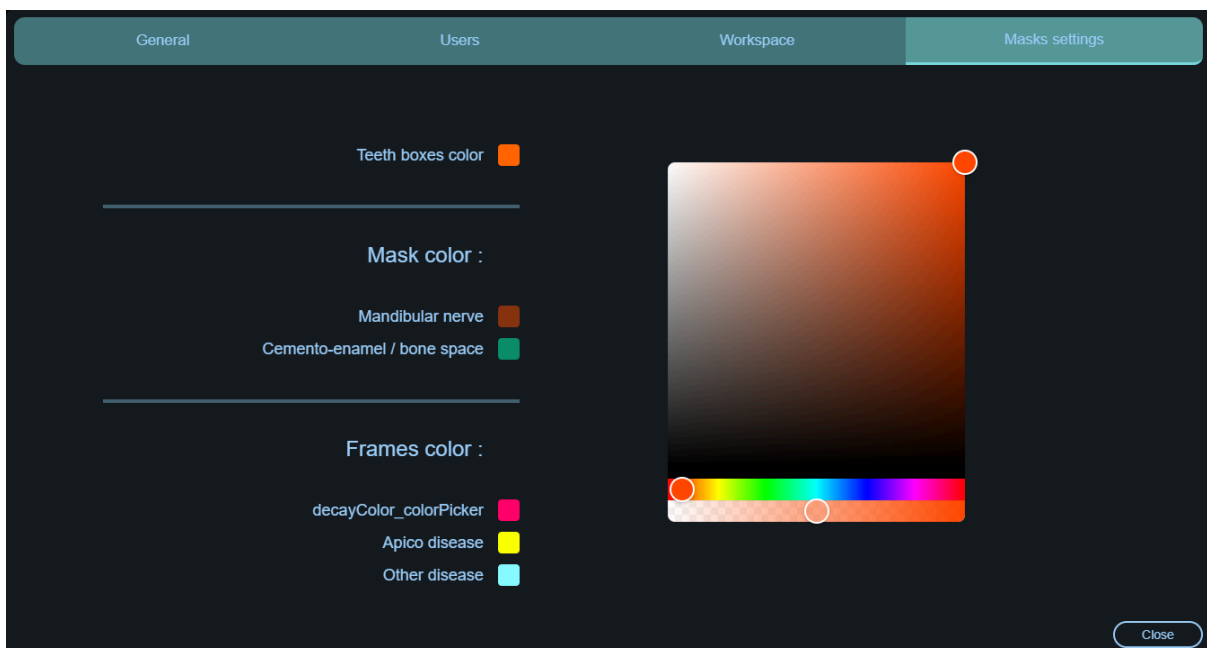 General
Users
Workspace
Masks settings
Teeth boxes color
Mask color :
Mandibular nerve
Cemento-enamel / bone space
Frames color :
decayColor_colorPicker
Apico disease
Other disease
Close